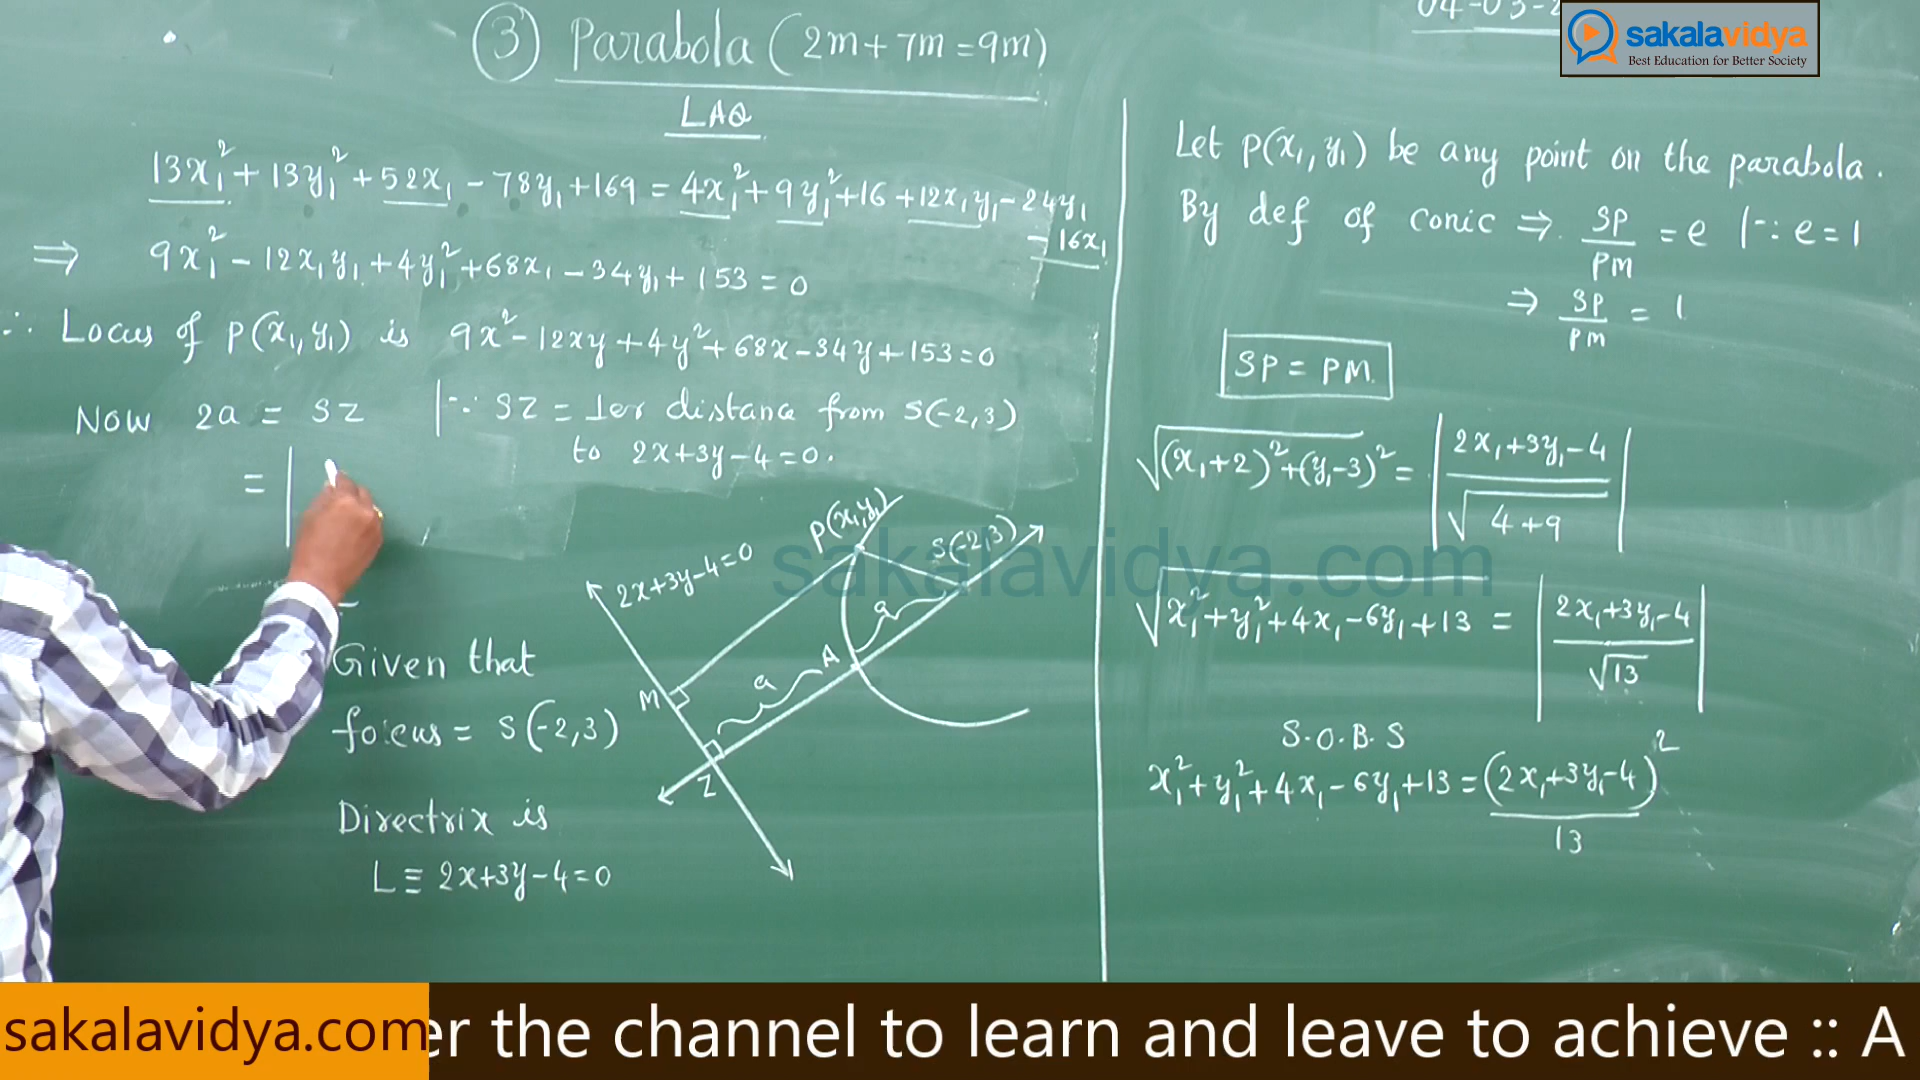 04-03-2
sakalavidya
Best Education for Better Society
③ Parabola (2m + 7m = 9m)
LAQ
13x₁² + 13y₁² + 52x₁ - 78y₁ + 169 = 4x₁² + 9y₁² + 16 + 12x₁y₁ - 24y₁
- 16x₁
⇒ 9x₁² - 12x₁y₁ + 4y₁² + 68x₁ - 34y₁ + 153 = 0
∴ Locus of P(x₁, y₁) is 9x² - 12xy + 4y² + 68x - 34y + 153 = 0
Now 2a = SZ | ∵ SZ = ⊥er distance from S(-2,3)
to 2x+3y-4=0.
= |
P(x₁,y₁)
S(-2,3)
2x+3y-4=0
a
A
a
M
Z
Given that
focus = S(-2,3)
Directrix is
L ≡ 2x+3y-4=0
Let P(x₁, y₁) be any point on the parabola.
By def of conic ⇒ SP/PM = e | ∵ e = 1
⇒ SP/PM = 1
SP = PM.
√(x₁+2)² + (y₁-3)² = |2x₁+3y₁-4 / √4+9|
√x₁² + y₁² + 4x₁ - 6y₁ + 13 = |2x₁+3y₁-4 / √13|
S.O.B.S
x₁² + y₁² + 4x₁ - 6y₁ + 13 = (2x₁+3y₁-4)² / 13
sakalavidya.com
sakalavidya.com er the channel to learn and leave to achieve :: A